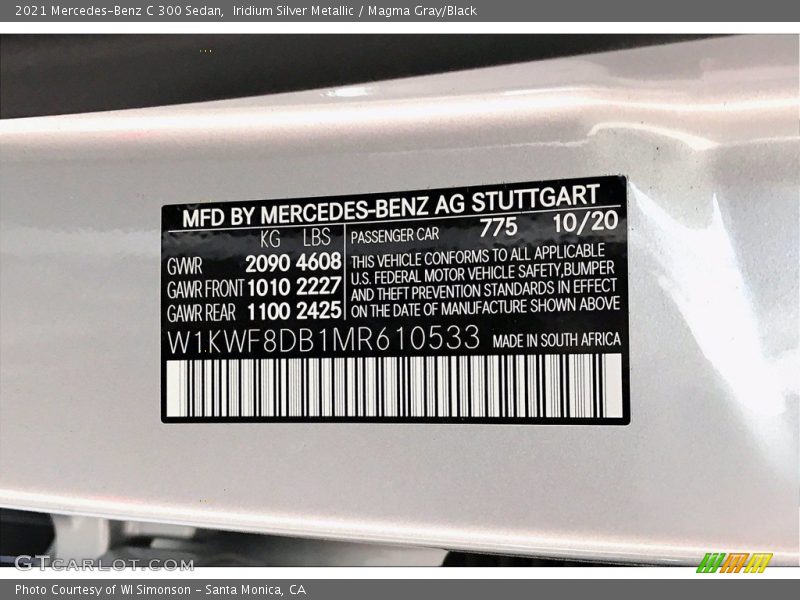 2021 Mercedes-Benz C 300 Sedan,  Iridium Silver Metallic / Magma Gray/Black
MFD BY MERCEDES-BENZ AG STUTTGART
KG LBS
GWR 2090 4608
GAWR FRONT 1010 2227
GAWR REAR 1100 2425
PASSENGER CAR 775 10/20
THIS VEHICLE CONFORMS TO ALL APPLICABLE
U.S. FEDERAL MOTOR VEHICLE SAFETY,BUMPER
AND THEFT PREVENTION STANDARDS IN EFFECT
ON THE DATE OF MANUFACTURE SHOWN ABOVE
W1KWF8DB1MR610533 MADE IN SOUTH AFRICA
GTCARLOT.COM
Photo Courtesy of WI Simonson - Santa Monica, CA